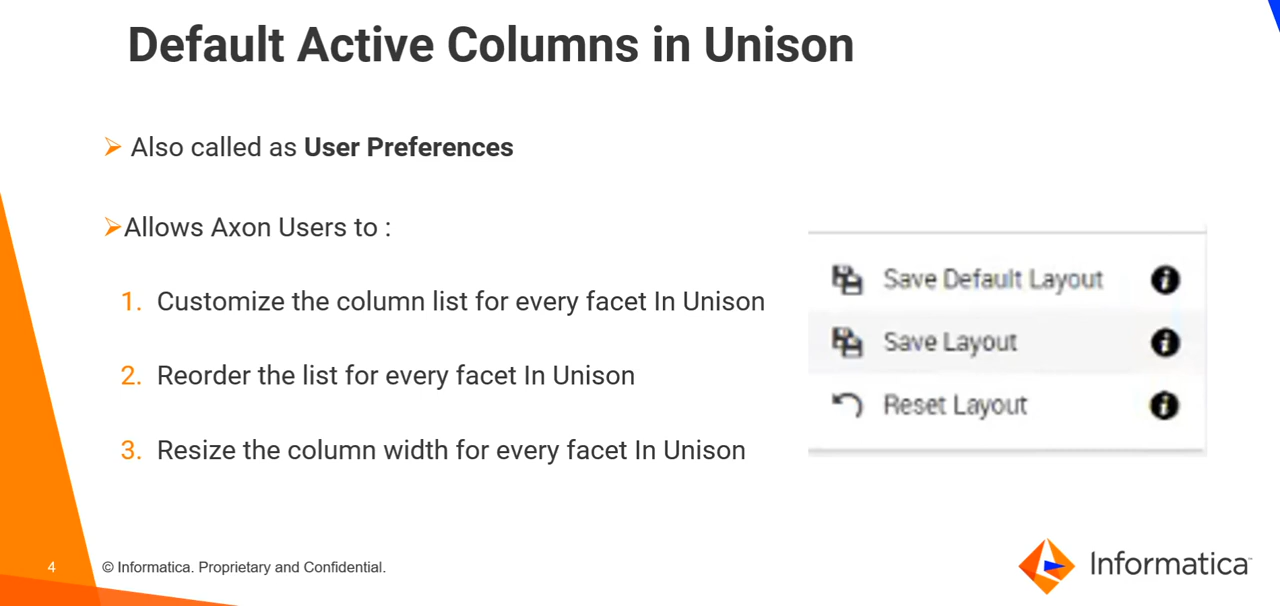 Default Active Columns in Unison
Also called as User Preferences
Allows Axon Users to :
1. Customize the column list for every facet In Unison
2. Reorder the list for every facet In Unison
3. Resize the column width for every facet In Unison
Save Default Layout
Save Layout
Reset Layout
4 © Informatica. Proprietary and Confidential.
Informatica™